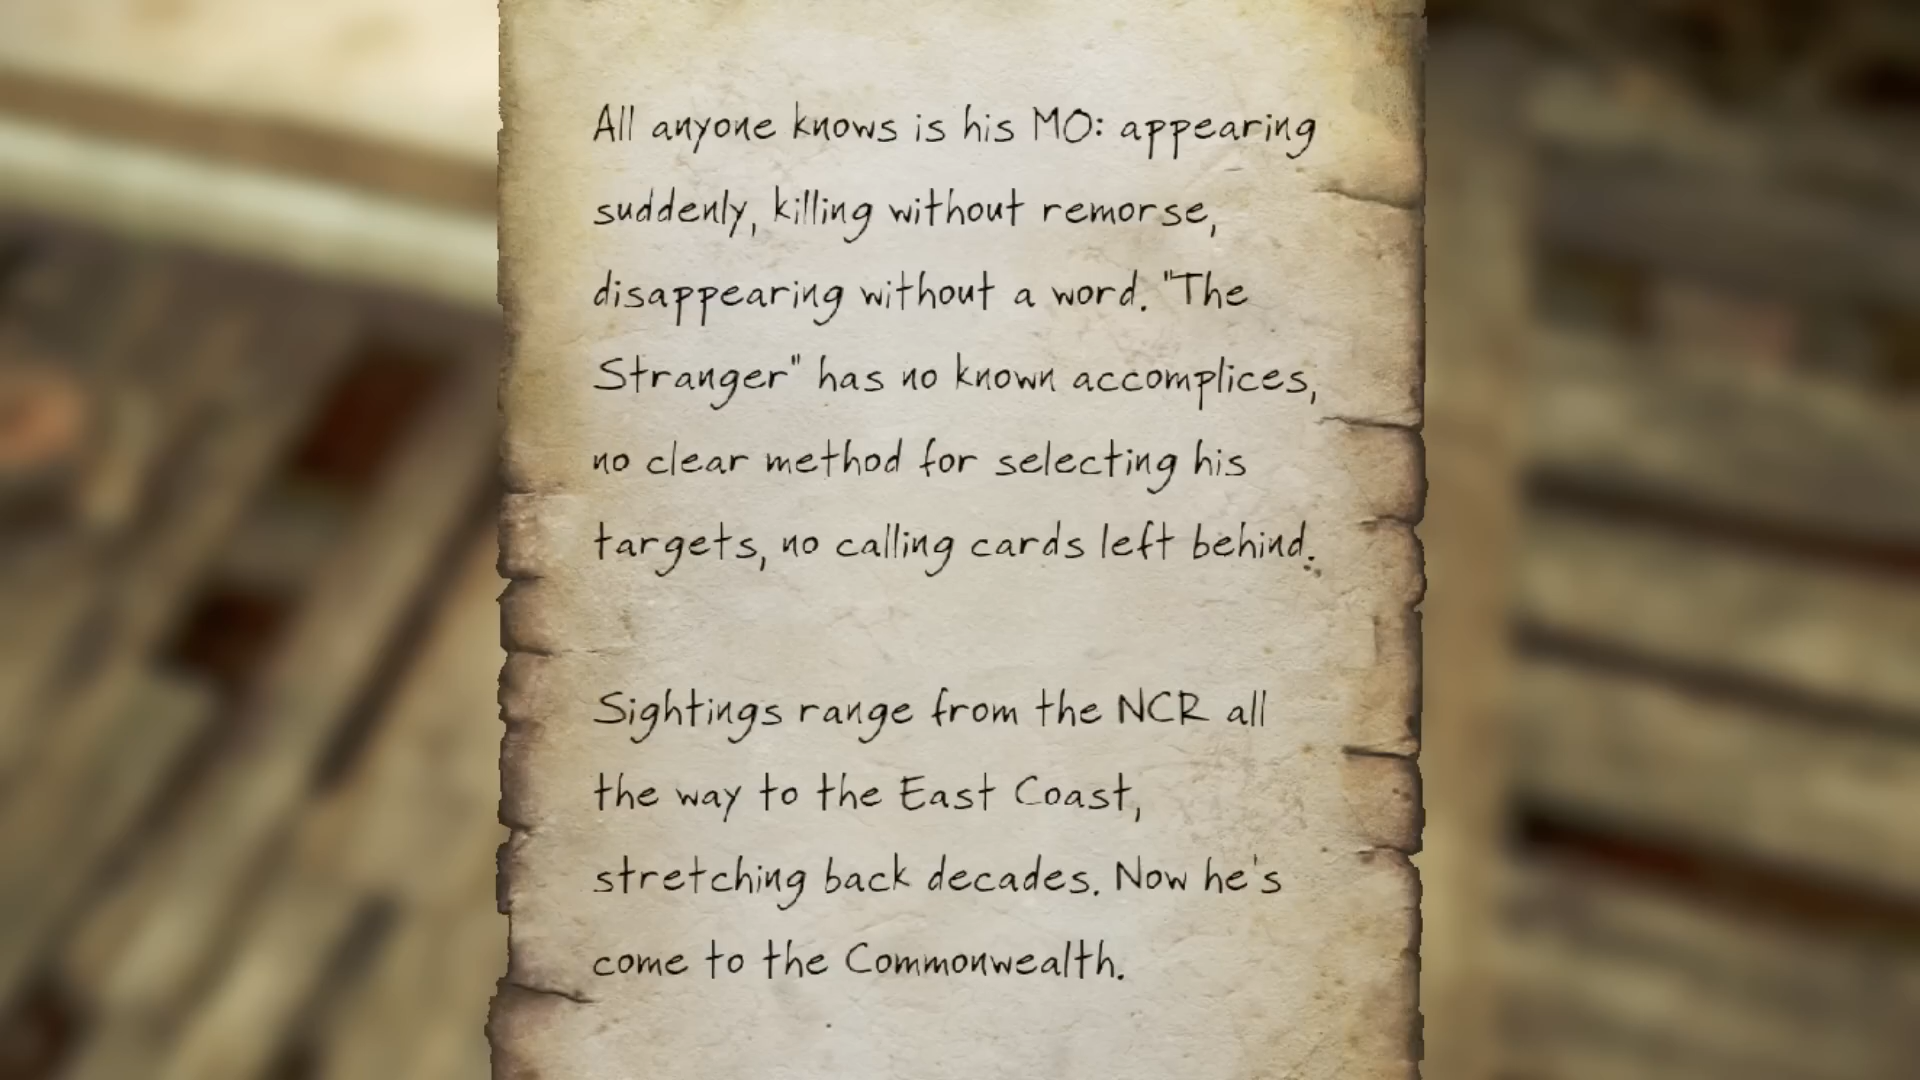 All anyone knows is his MO: appearing
suddenly, killing without remorse,
disappearing without a word. "The
Stranger" has no known accomplices,
no clear method for selecting his
targets, no calling cards left behind.
Sightings range from the NCR all
the way to the East Coast,
stretching back decades. Now he's
come to the Commonwealth.